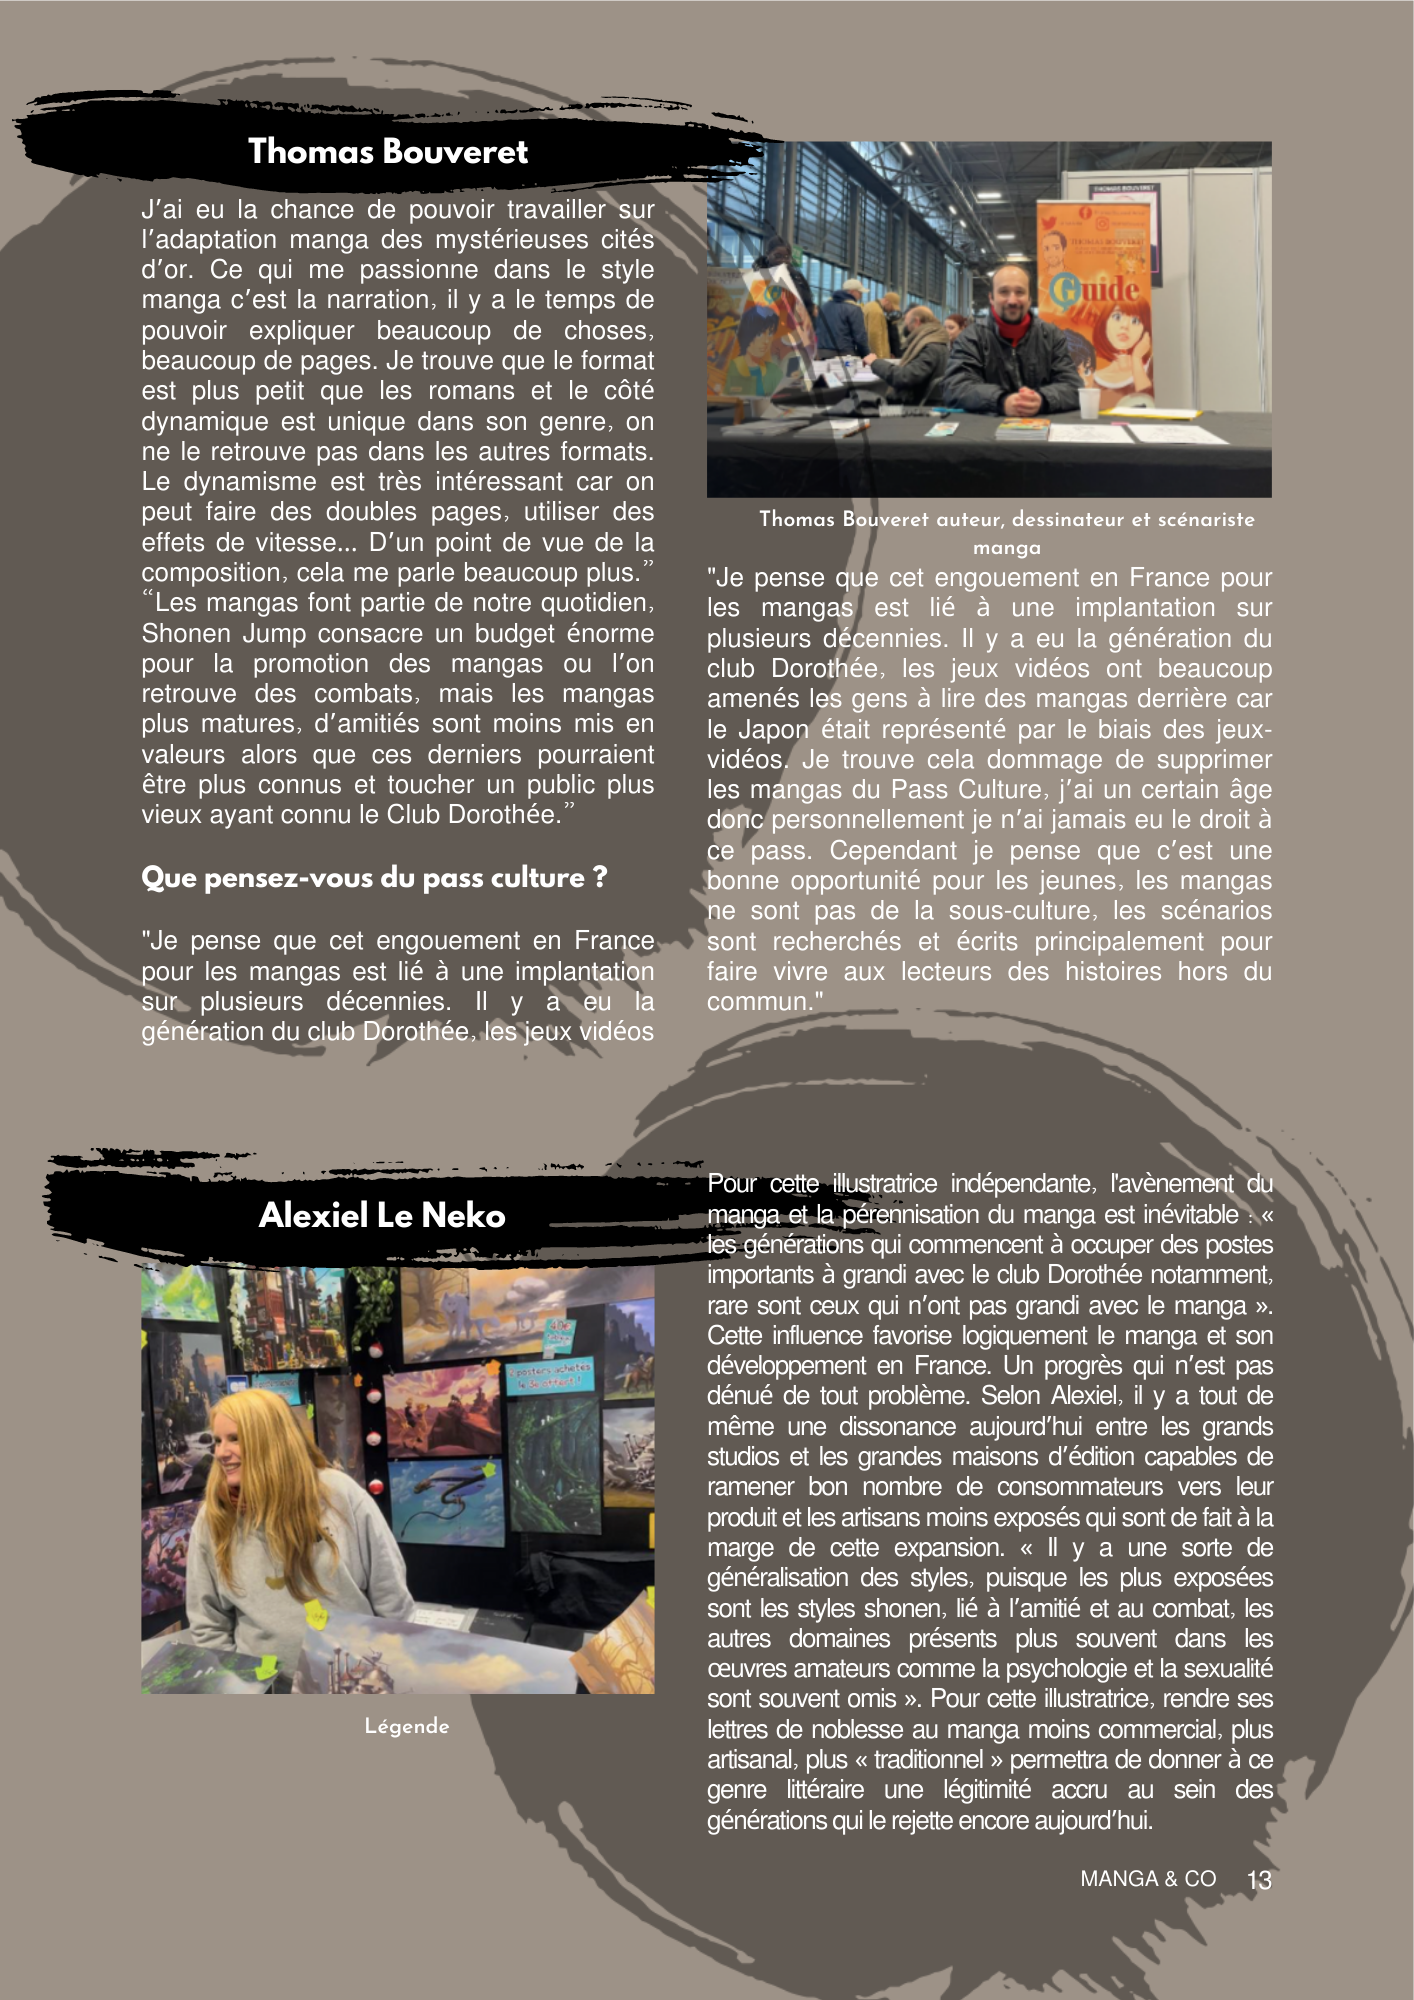 Thomas Bouveret
J’ai eu la chance de pouvoir travailler sur
l’adaptation manga des mystérieuses cités
d’or. Ce qui me passionne dans le style
manga c’est la narration, il y a le temps de
pouvoir expliquer beaucoup de choses,
beaucoup de pages. Je trouve que le format
est plus petit que les romans et le côté
dynamique est unique dans son genre, on
ne le retrouve pas dans les autres formats.
Le dynamisme est très intéressant car on
peut faire des doubles pages, utiliser des
effets de vitesse... D’un point de vue de la
composition, cela me parle beaucoup plus.”
“Les mangas font partie de notre quotidien,
Shonen Jump consacre un budget énorme
pour la promotion des mangas ou l’on
retrouve des combats, mais les mangas
plus matures, d’amitiés sont moins mis en
valeurs alors que ces derniers pourraient
être plus connus et toucher un public plus
vieux ayant connu le Club Dorothée.”
Que pensez-vous du pass culture ?
"Je pense que cet engouement en France
pour les mangas est lié à une implantation
sur plusieurs décennies. Il y a eu la
génération du club Dorothée, les jeux vidéos
THOMAS BOUVERET
Guide
Thomas Bouveret auteur, dessinateur et scénariste
manga
"Je pense que cet engouement en France pour
les mangas est lié à une implantation sur
plusieurs décennies. Il y a eu la génération du
club Dorothée, les jeux vidéos ont beaucoup
amenés les gens à lire des mangas derrière car
le Japon était représenté par le biais des jeux-
vidéos. Je trouve cela dommage de supprimer
les mangas du Pass Culture, j’ai un certain âge
donc personnellement je n’ai jamais eu le droit à
ce pass. Cependant je pense que c’est une
bonne opportunité pour les jeunes, les mangas
ne sont pas de la sous-culture, les scénarios
sont recherchés et écrits principalement pour
faire vivre aux lecteurs des histoires hors du
commun."
Alexiel Le Neko
posters achetés
le 3e offert !
Légende
Pour cette illustratrice indépendante, l'avènement du
manga et la pérennisation du manga est inévitable : «
les générations qui commencent à occuper des postes
importants à grandi avec le club Dorothée notamment,
rare sont ceux qui n’ont pas grandi avec le manga ».
Cette influence favorise logiquement le manga et son
développement en France. Un progrès qui n’est pas
dénué de tout problème. Selon Alexiel, il y a tout de
même une dissonance aujourd’hui entre les grands
studios et les grandes maisons d’édition capables de
ramener bon nombre de consommateurs vers leur
produit et les artisans moins exposés qui sont de fait à la
marge de cette expansion. « Il y a une sorte de
généralisation des styles, puisque les plus exposées
sont les styles shonen, lié à l’amitié et au combat, les
autres domaines présents plus souvent dans les
œuvres amateurs comme la psychologie et la sexualité
sont souvent omis ». Pour cette illustratrice, rendre ses
lettres de noblesse au manga moins commercial, plus
artisanal, plus « traditionnel » permettra de donner à ce
genre littéraire une légitimité accru au sein des
générations qui le rejette encore aujourd’hui.
MANGA & CO 13